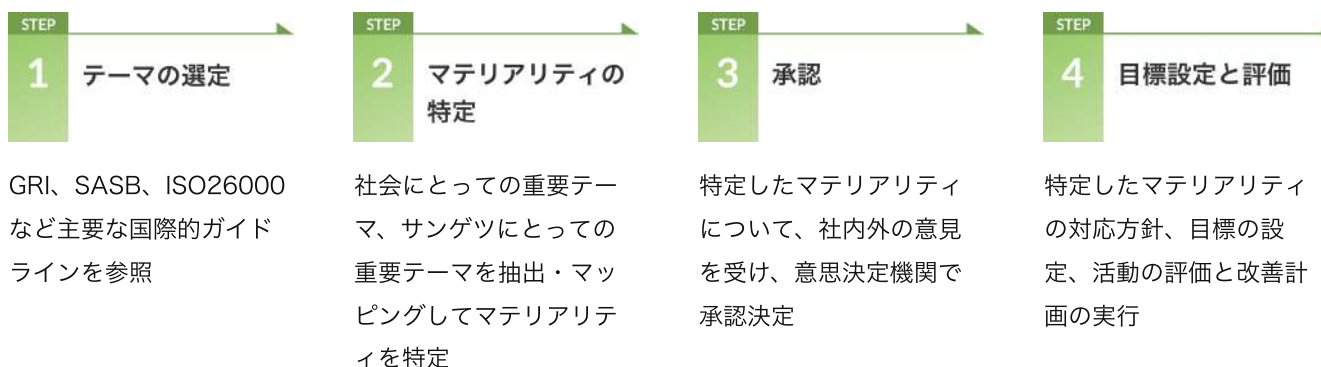 STEP
1
テーマの選定
GRI、SASB、ISO26000
など主要な国際的ガイド
ラインを参照
STEP
2
マテリアリティの
特定
社会にとっての重要テー
マ、サンゲツにとっての
重要テーマを抽出・マッ
ピングしてマテリアリテ
ィを特定
STEP
3
承認
特定したマテリアリティ
について、社内外の意見
を受け、意思決定機関で
承認決定
STEP
4
目標設定と評価
特定したマテリアリティ
の対応方針、目標の設
定、活動の評価と改善計
画の実行